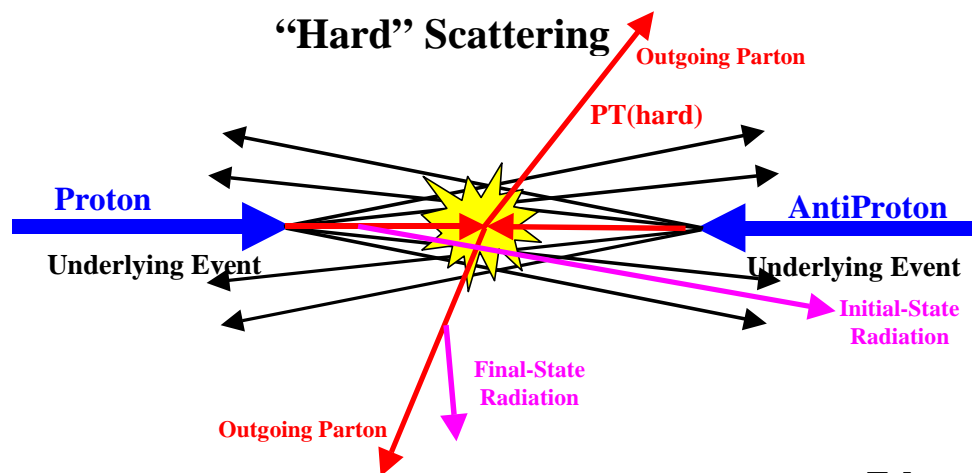 “Hard” Scattering
Outgoing Parton
PT(hard)
Proton
AntiProton
Underlying Event
Underlying Event
Initial-State
Radiation
Final-State
Radiation
Outgoing Parton